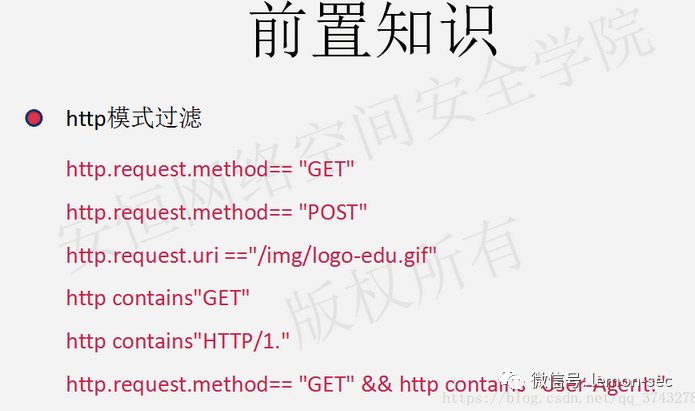 前置知识
http模式过滤
http.request.method== "GET"
http.request.method== "POST"
http.request.uri =="/img/logo-edu.gif"
http contains"GET"
http contains"HTTP/1."
http.request.method== "GET" && http contains "User-Agent:"
安恒网络空间安全学院
版权所有
微信号: lemon-sec
https://blog.csdn.net/qq_3743278